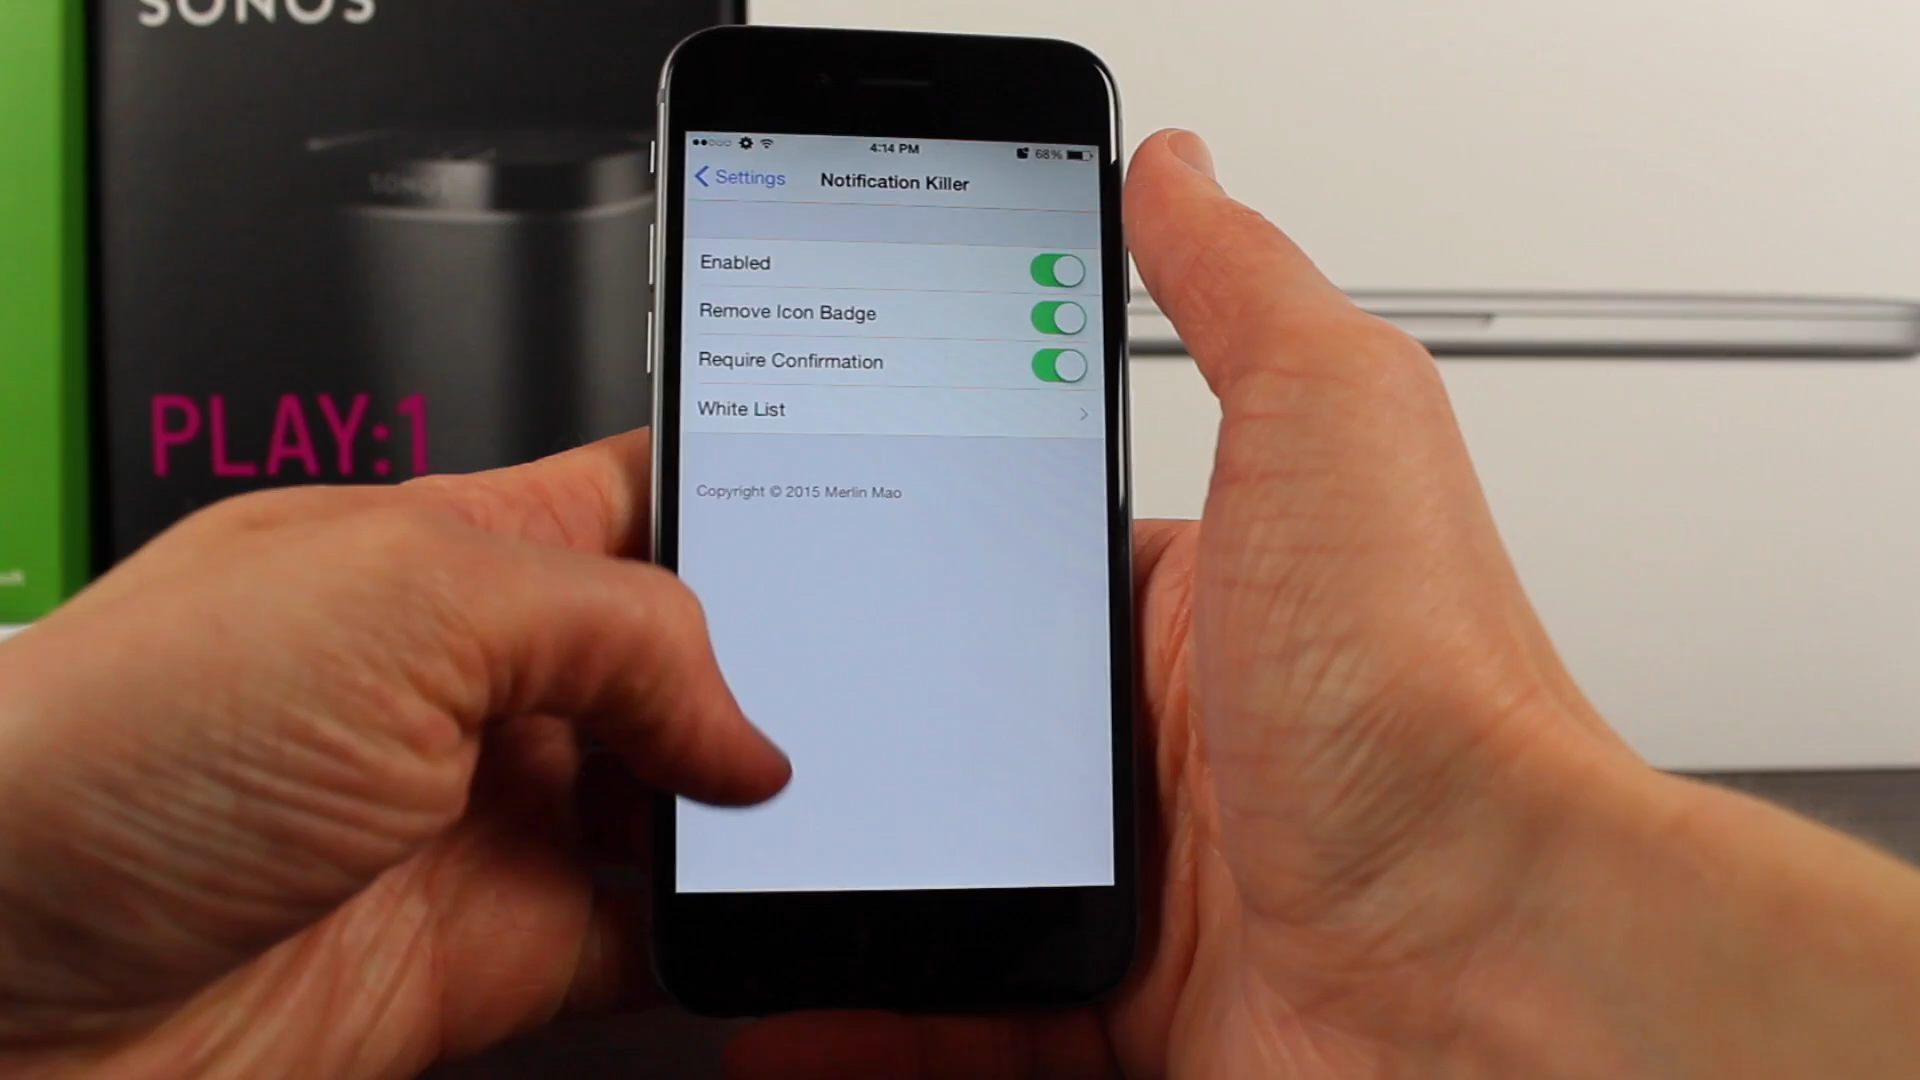 SONOS
SONOS
PLAY:1
4:14 PM
68%
Settings
Notification Killer
Enabled
Remove Icon Badge
Require Confirmation
White List
Copyright © 2015 Merlin Mao